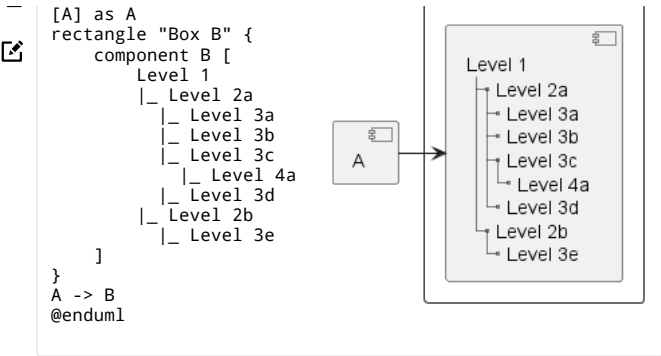 [A] as A
rectangle "Box B" {
    component B [
        Level 1
        |_ Level 2a
          |_ Level 3a
          |_ Level 3b
          |_ Level 3c
            |_ Level 4a
          |_ Level 3d
        |_ Level 2b
          |_ Level 3e
    ]
}
A -> B
@enduml
A
Level 1
Level 2a
Level 3a
Level 3b
Level 3c
Level 4a
Level 3d
Level 2b
Level 3e